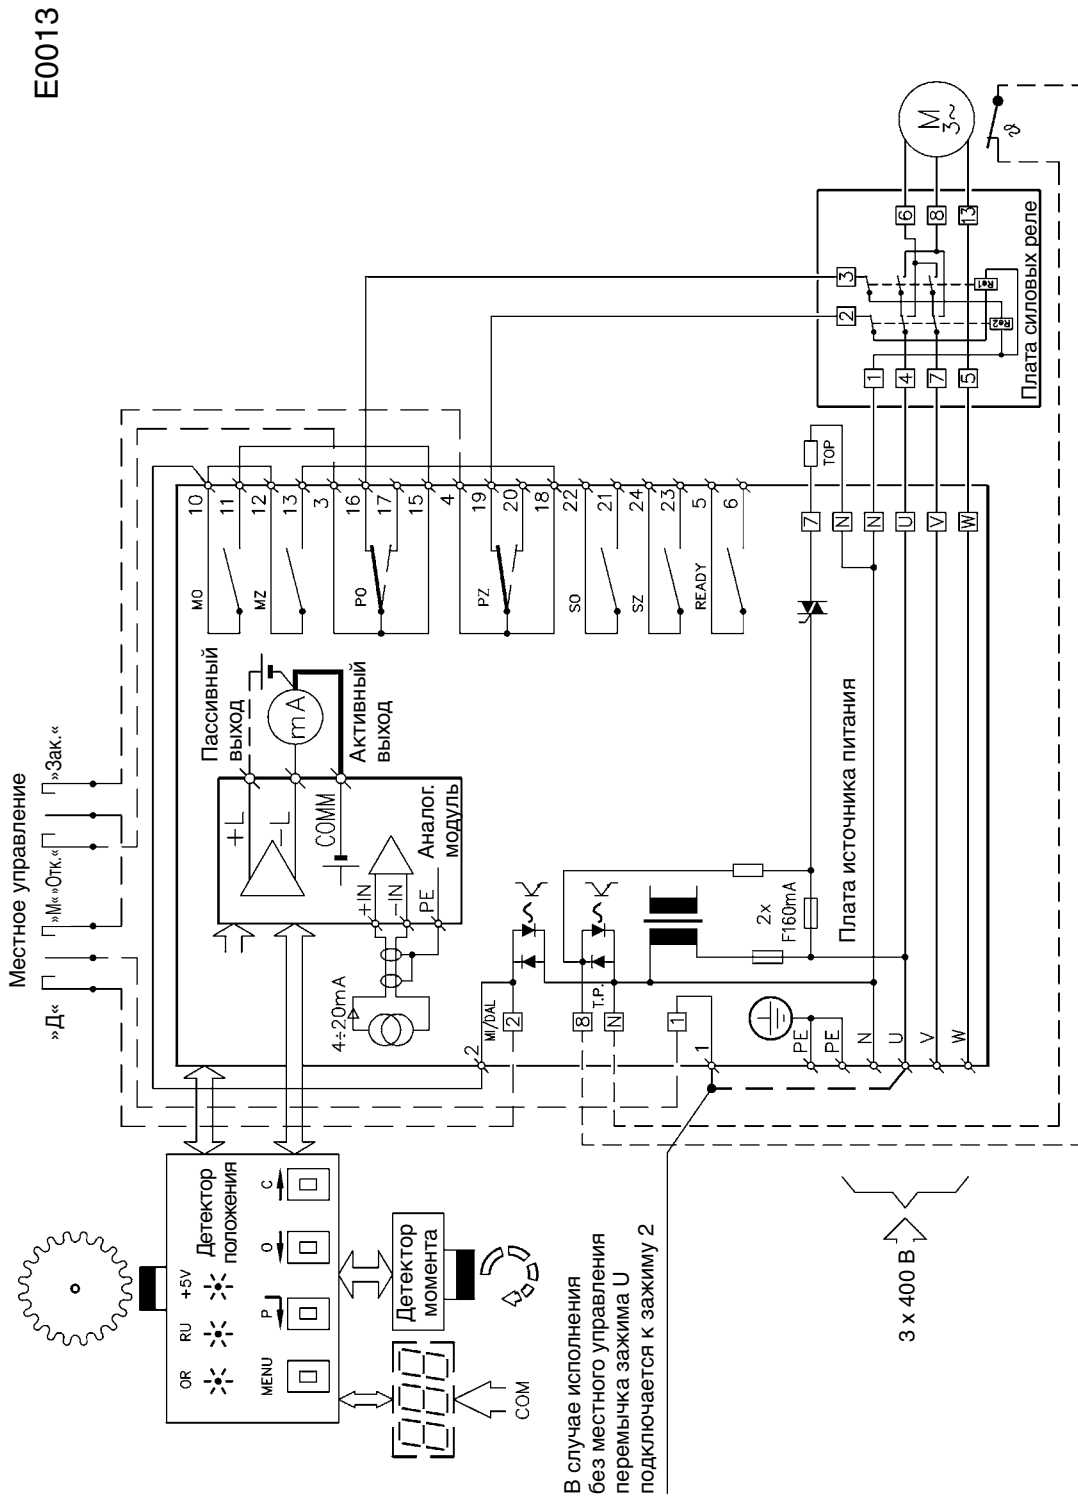 E0013
Местное управление
»Д«
»М«
»Отк.«
»Зак.«
OR
RU
+5V
Детектор
положения
MENU
P
O
C
COM
Детектор
момента
4÷20mA
+L
-L
COMM
+IN
-IN
PE
Аналог.
модуль
Пассивный
выход
mA
Активный
выход
MO
MZ
PO
PZ
SO
SZ
READY
10
11
12
13
3
16
17
15
4
19
20
18
22
21
24
23
5
6
2
MI/DAL
2
8
T.P.
N
1
1
2x
F160mA
Плата источника питания
PE
PE
N
U
V
W
7
N
N
U
V
W
TOP
1
4
7
5
2
3
6
8
13
Re1
Re2
Плата силовых реле
M
3~
ϑ
В случае исполнения
без местного управления
перемычка зажима U
подключается к зажиму 2
3 x 400 В